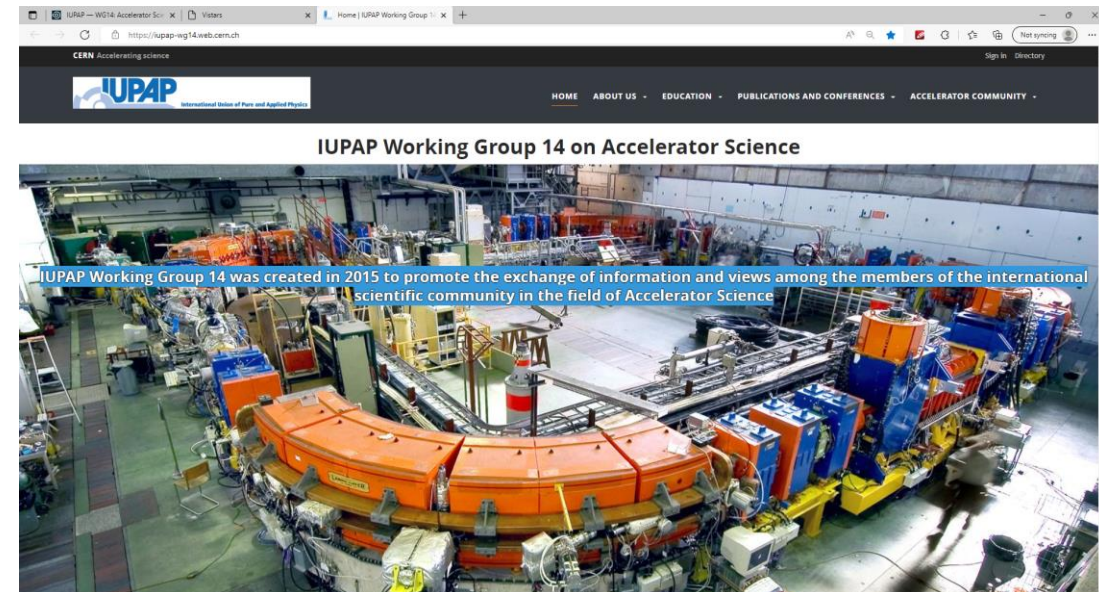 IUPAP — WG14: Accelerator Scie
Vistars
Home | IUPAP Working Group 14
https://iupap-wg14.web.cern.ch
Not syncing
CERN Accelerating science
Sign in Directory
IUPAP
International Union of Pure and Applied Physics
HOME ABOUT US EDUCATION PUBLICATIONS AND CONFERENCES ACCELERATOR COMMUNITY
IUPAP Working Group 14 on Accelerator Science
IUPAP Working Group 14 was created in 2015 to promote the exchange of information and views among the members of the international
scientific community in the field of Accelerator Science